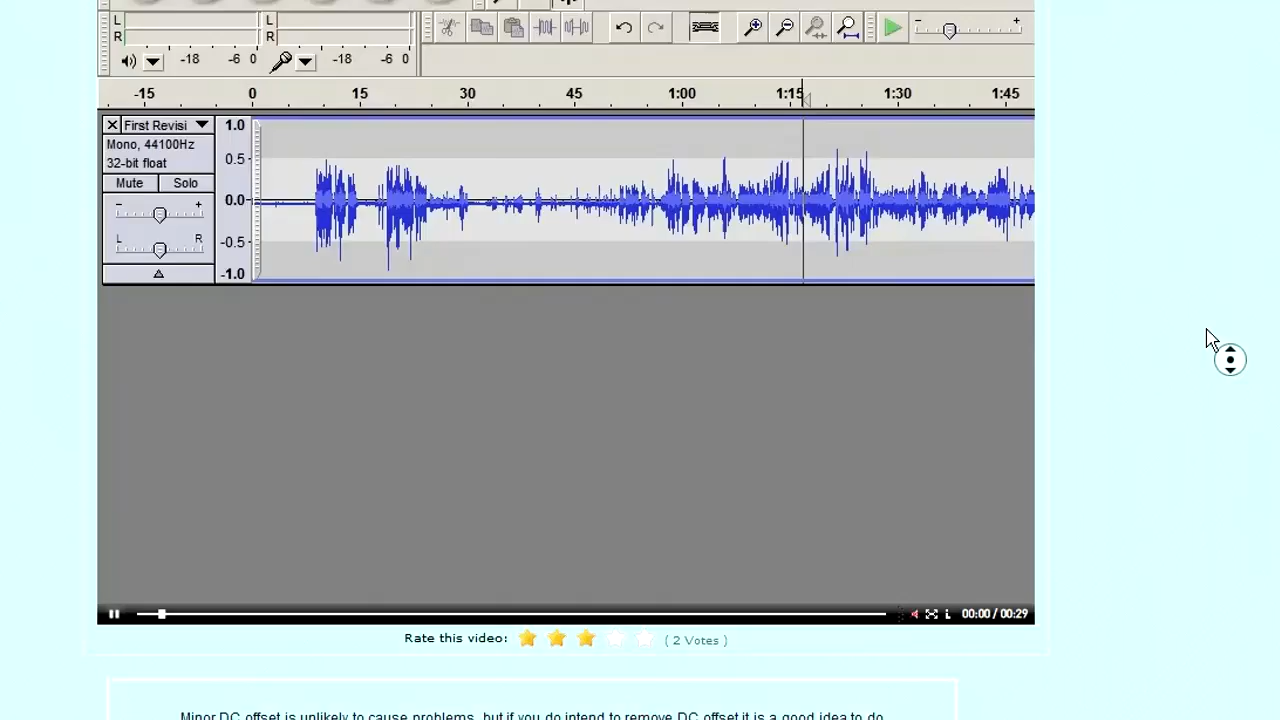 L L
R R
-18 -6 0 -18 -6 0
- +
-15 0 15 30 45 1:00 1:15 1:30 1:45
First Revisi
Mono, 44100Hz
32-bit float
Mute Solo
- +
L R
1.0
0.5
0.0
-0.5
-1.0
00:00 / 00:29
Rate this video: ( 2 Votes )
Minor DC offset is unlikely to cause problems, but if you do intend to remove DC offset it is a good idea to do